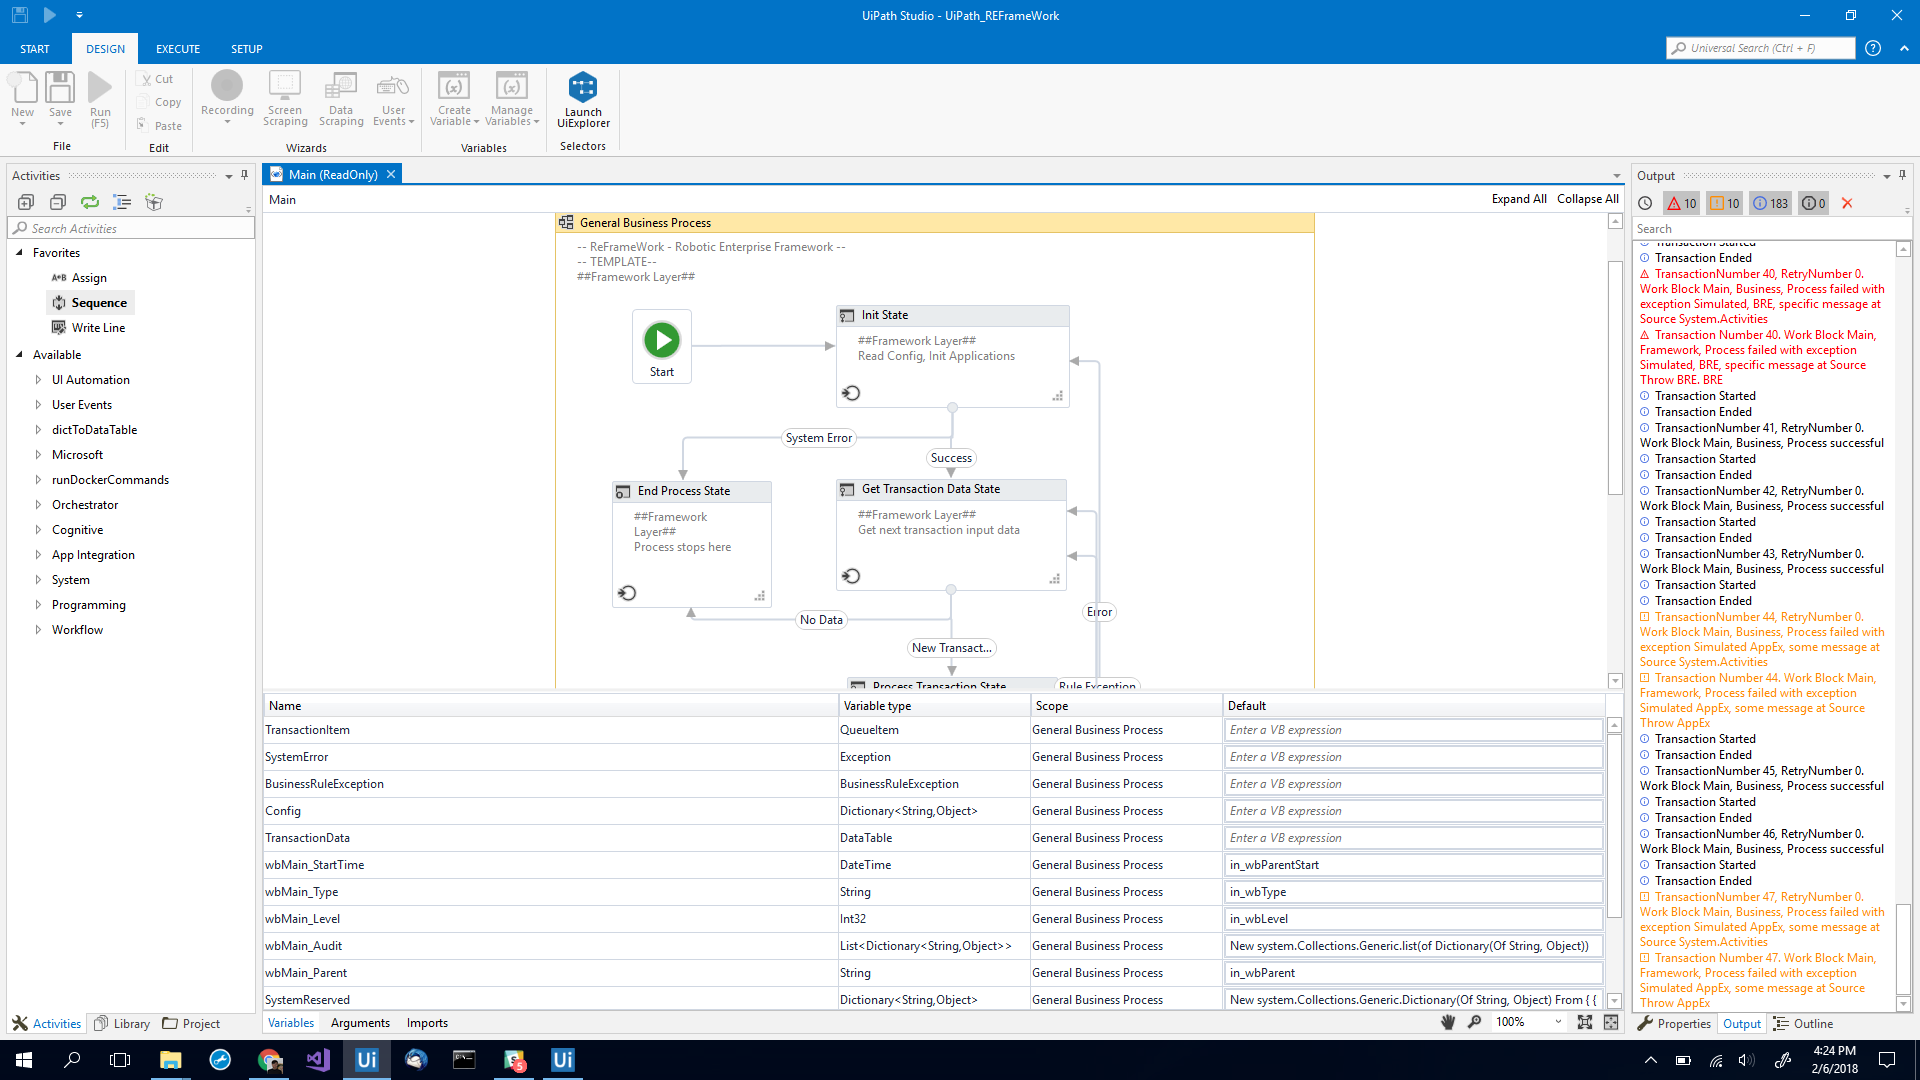 UiPath Studio - UiPath_REFrameWork
START DESIGN EXECUTE SETUP
Universal Search (Ctrl + F)
New
Save
Run
(F5)
File
Cut
Copy
Paste
Edit
Recording
Screen
Scraping
Data
Scraping
User
Events
Wizards
Create
Variable
Manage
Variables
Variables
Launch
UiExplorer
Selectors
Activities
Search Activities
Favorites
A+B Assign
Sequence
Write Line
Available
UI Automation
User Events
dictToDataTable
Microsoft
runDockerCommands
Orchestrator
Cognitive
App Integration
System
Programming
Workflow
Activities Library Project
Main (ReadOnly)
Main
Expand All Collapse All
General Business Process
-- ReFrameWork - Robotic Enterprise Framework --
-- TEMPLATE--
##Framework Layer##
Start
Init State
##Framework Layer##
Read Config, Init Applications
System Error
Success
End Process State
##Framework
Layer##
Process stops here
Get Transaction Data State
##Framework Layer##
Get next transaction input data
No Data
Error
New Transact...
Process Transaction State
Rule Exception
Name Variable type Scope Default
TransactionItem QueueItem General Business Process Enter a VB expression
SystemError Exception General Business Process Enter a VB expression
BusinessRuleException BusinessRuleException General Business Process Enter a VB expression
Config Dictionary<String,Object> General Business Process Enter a VB expression
TransactionData DataTable General Business Process Enter a VB expression
wbMain_StartTime DateTime General Business Process in_wbParentStart
wbMain_Type String General Business Process in_wbType
wbMain_Level Int32 General Business Process in_wbLevel
wbMain_Audit List<Dictionary<String,Object>> General Business Process New system.Collections.Generic.list(of Dictionary(Of String, Object))
wbMain_Parent String General Business Process in_wbParent
SystemReserved Dictionary<String,Object> General Business Process New system.Collections.Generic.Dictionary(Of String, Object) From { {
Variables Arguments Imports
100%
Output
10 10 183 0
Search
Transaction Started
Transaction Ended
TransactionNumber 40, RetryNumber 0.
Work Block Main, Business, Process failed with
exception Simulated, BRE, specific message at
Source System.Activities
Transaction Number 40. Work Block Main,
Framework, Process failed with exception
Simulated, BRE, specific message at Source
Throw BRE. BRE
Transaction Started
Transaction Ended
TransactionNumber 41, RetryNumber 0.
Work Block Main, Business, Process successful
Transaction Started
Transaction Ended
TransactionNumber 42, RetryNumber 0.
Work Block Main, Business, Process successful
Transaction Started
Transaction Ended
TransactionNumber 43, RetryNumber 0.
Work Block Main, Business, Process successful
Transaction Started
Transaction Ended
TransactionNumber 44, RetryNumber 0.
Work Block Main, Business, Process failed with
exception Simulated AppEx, some message at
Source System.Activities
Transaction Number 44. Work Block Main,
Framework, Process failed with exception
Simulated AppEx, some message at Source
Throw AppEx
Transaction Started
Transaction Ended
TransactionNumber 45, RetryNumber 0.
Work Block Main, Business, Process successful
Transaction Started
Transaction Ended
TransactionNumber 46, RetryNumber 0.
Work Block Main, Business, Process successful
Transaction Started
Transaction Ended
TransactionNumber 47, RetryNumber 0.
Work Block Main, Business, Process failed with
exception Simulated AppEx, some message at
Source System.Activities
Transaction Number 47. Work Block Main,
Framework, Process failed with exception
Simulated AppEx, some message at Source
Throw AppEx
Properties Output Outline
Ui
5
Ui
4:24 PM
2/6/2018